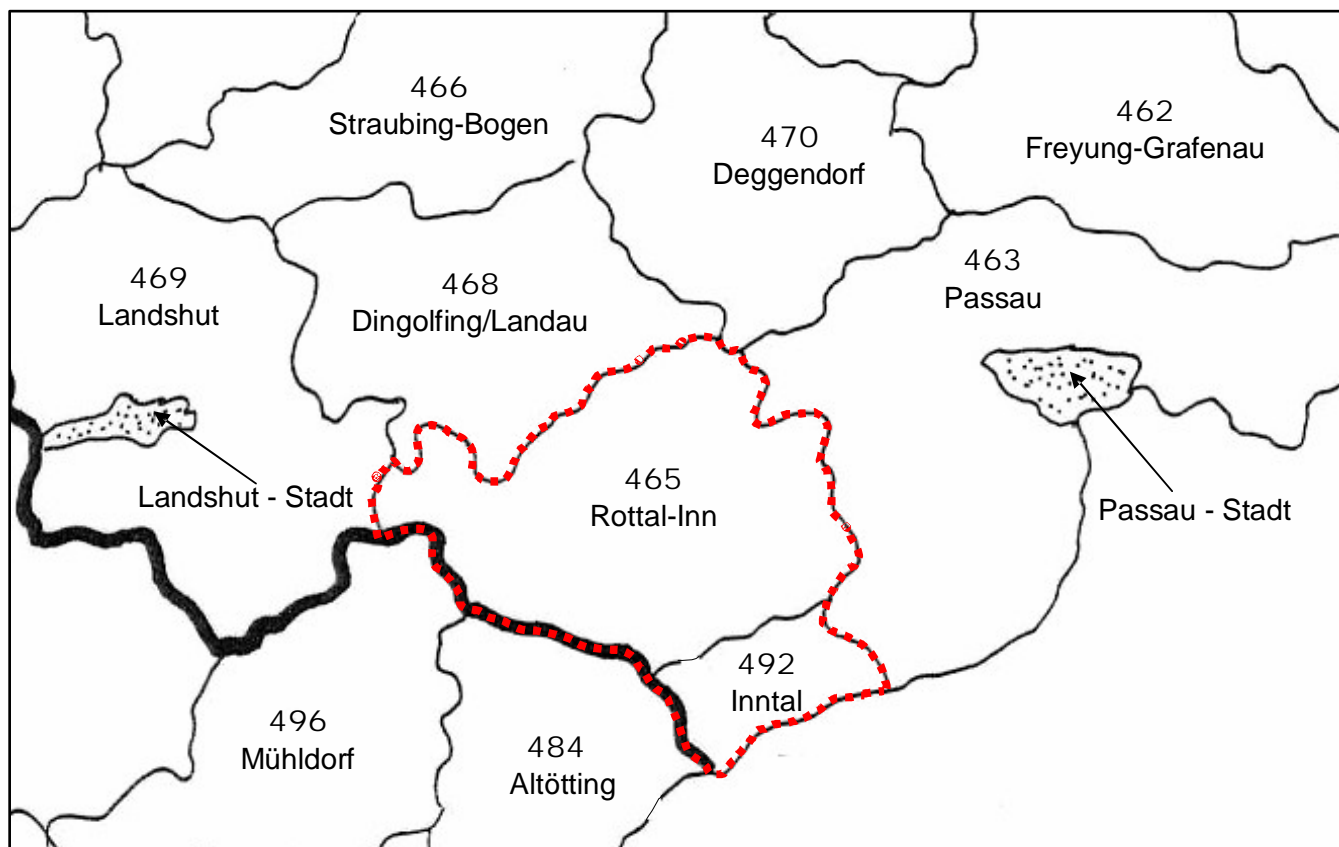 466
Straubing-Bogen
470
Deggendorf
462
Freyung-Grafenau
469
Landshut
468
Dingolfing/Landau
463
Passau
Landshut - Stadt
465
Rottal-Inn
Passau - Stadt
492
Inntal
496
Mühldorf
484
Altötting